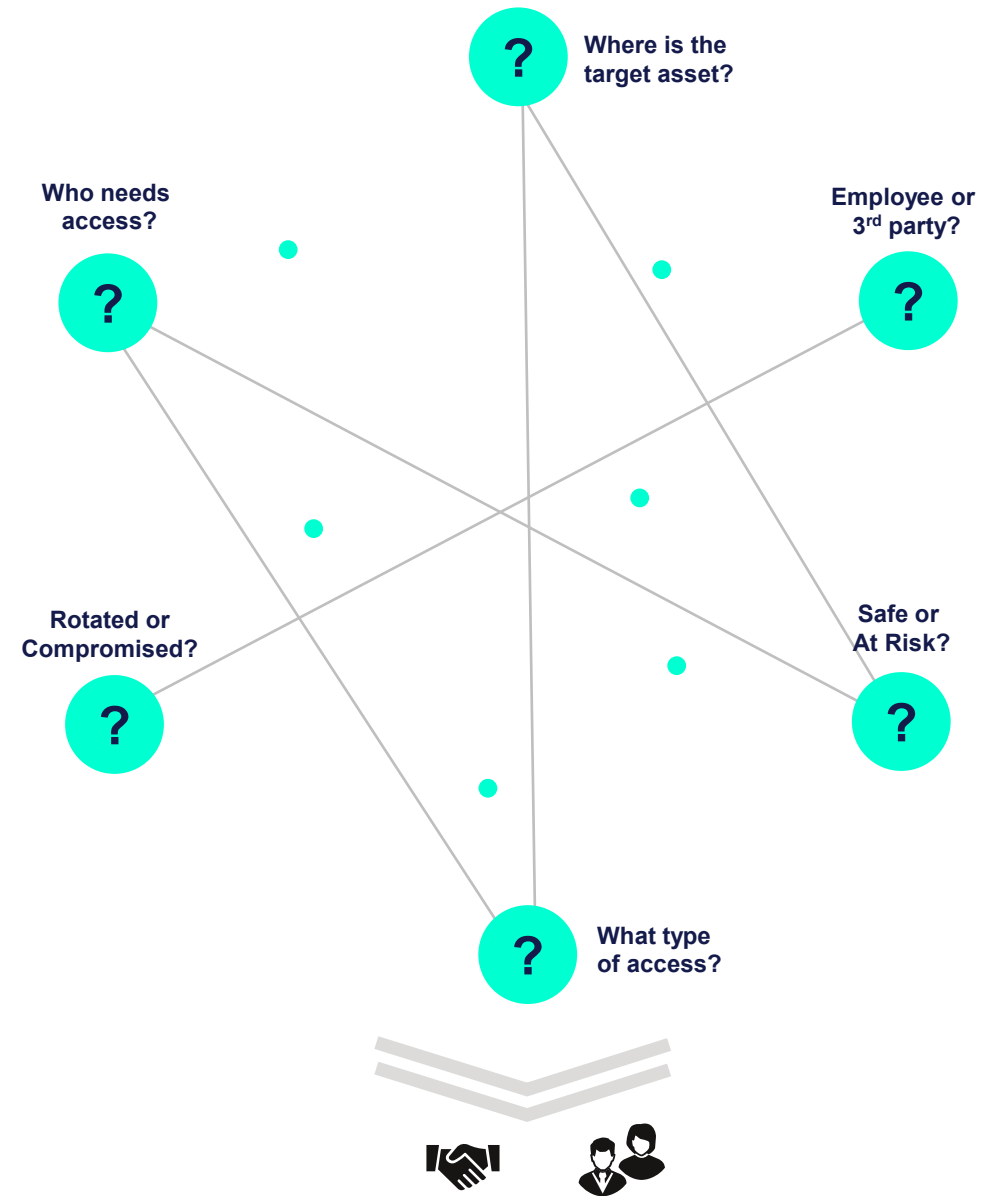 ?
Where is the
target asset?
Who needs
access?
?
Employee or
3rd party?
?
Rotated or
Compromised?
?
Safe or
At Risk?
?
?
What type
of access?